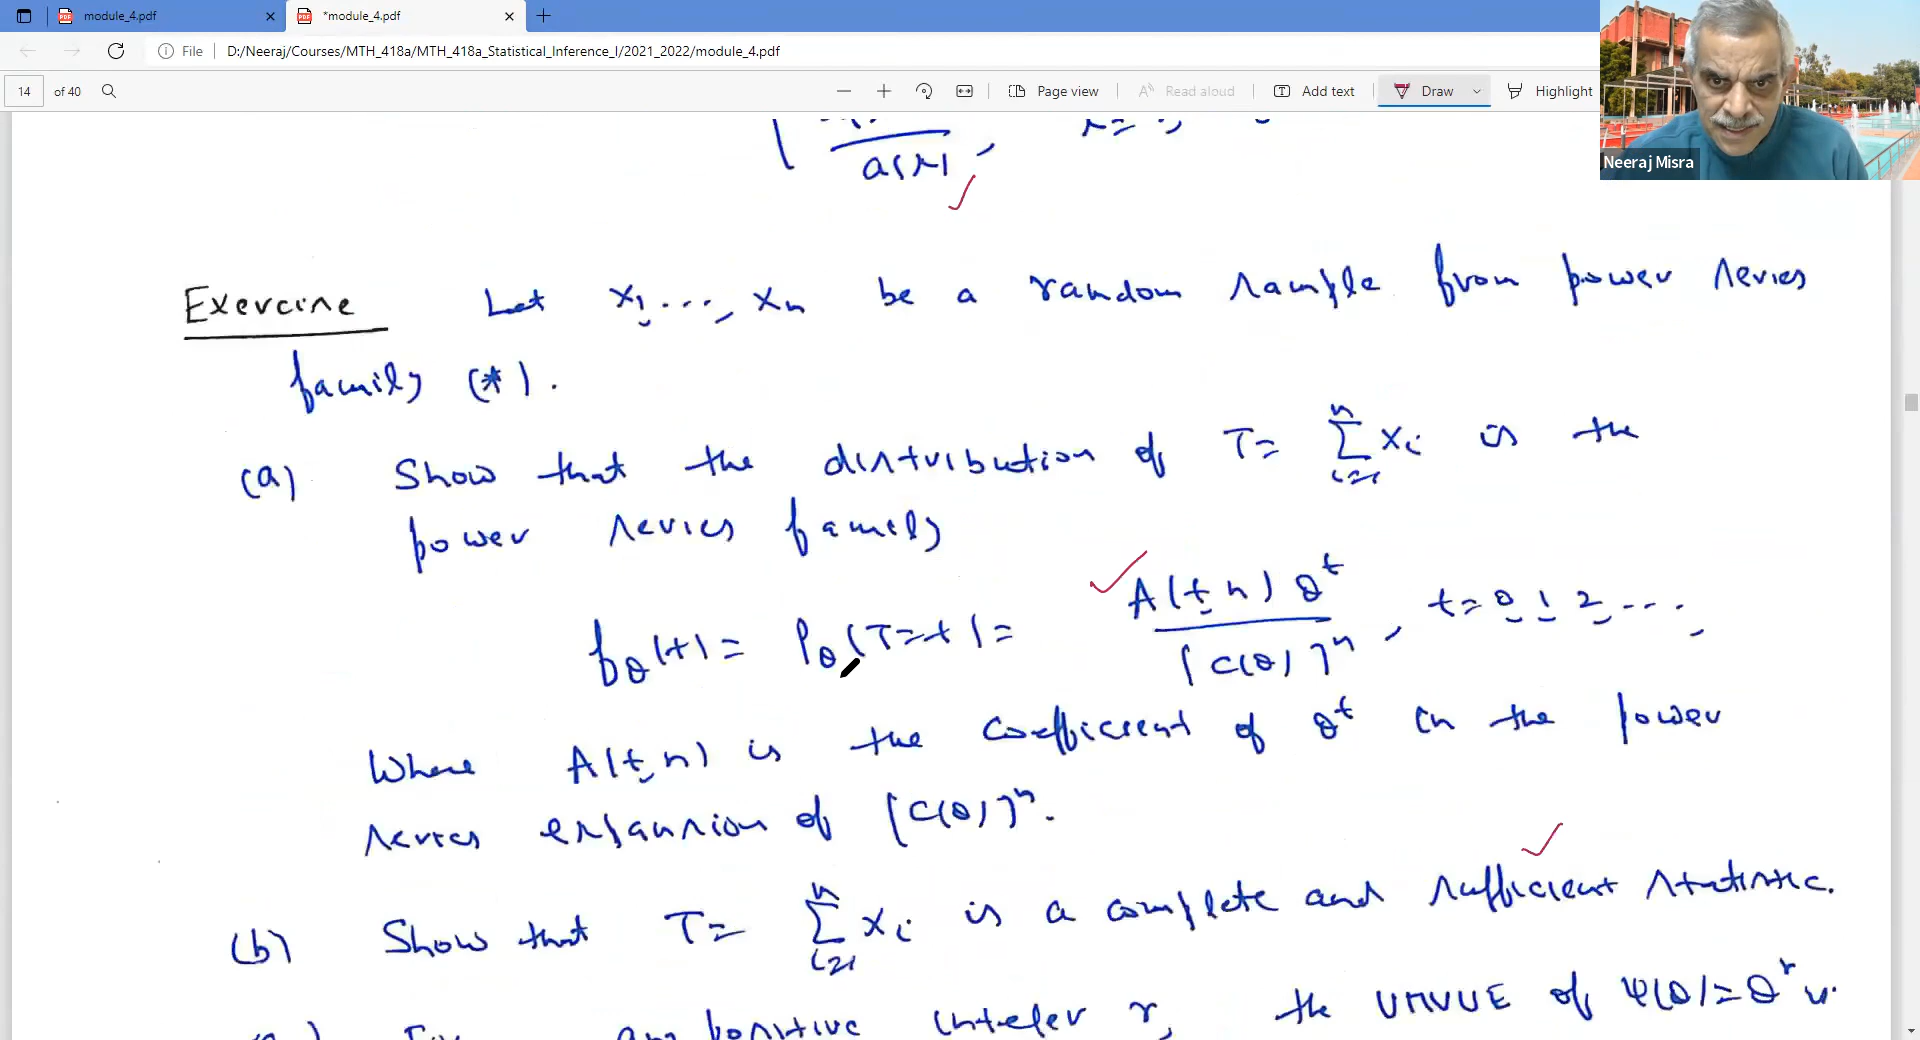 module_4.pdf
*module_4.pdf
File D:/Neeraj/Courses/MTH_418a/MTH_418a_Statistical_Inference_I/2021_2022/module_4.pdf
14 of 40 Page view Read aloud Add text Draw Highlight
Neeraj Misra
a(r)
Exercise Let X1, ..., Xn be a random sample from power series
family (*).
(a) Show that the distribution of T = Σ_{i=1}^{n} Xi is the
power series family
f_θ(t) = P_θ(T=t) = A(t,n) θ^t / [C(θ)]^n, t = 0, 1, 2, ...,
Where A(t,n) is the coefficient of θ^t in the power
series expansion of [C(θ)]^n.
(b) Show that T = Σ_{i=1}^{n} Xi is a complete and sufficient statistic.
any positive integer r, the UMVUE of Ψ(θ) = θ^r